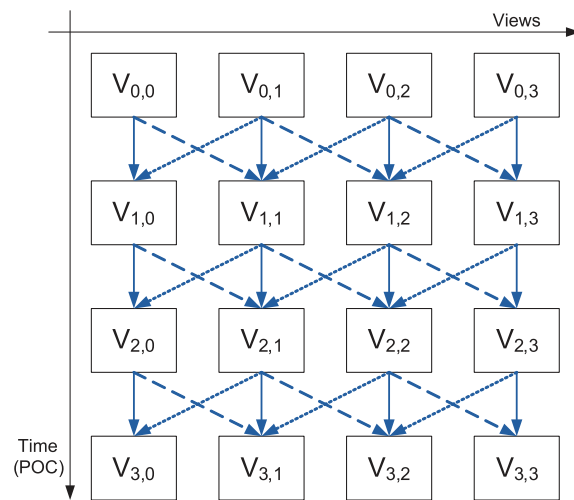 Views
V0,0 V0,1 V0,2 V0,3
V1,0 V1,1 V1,2 V1,3
V2,0 V2,1 V2,2 V2,3
Time
(POC)
V3,0 V3,1 V3,2 V3,3